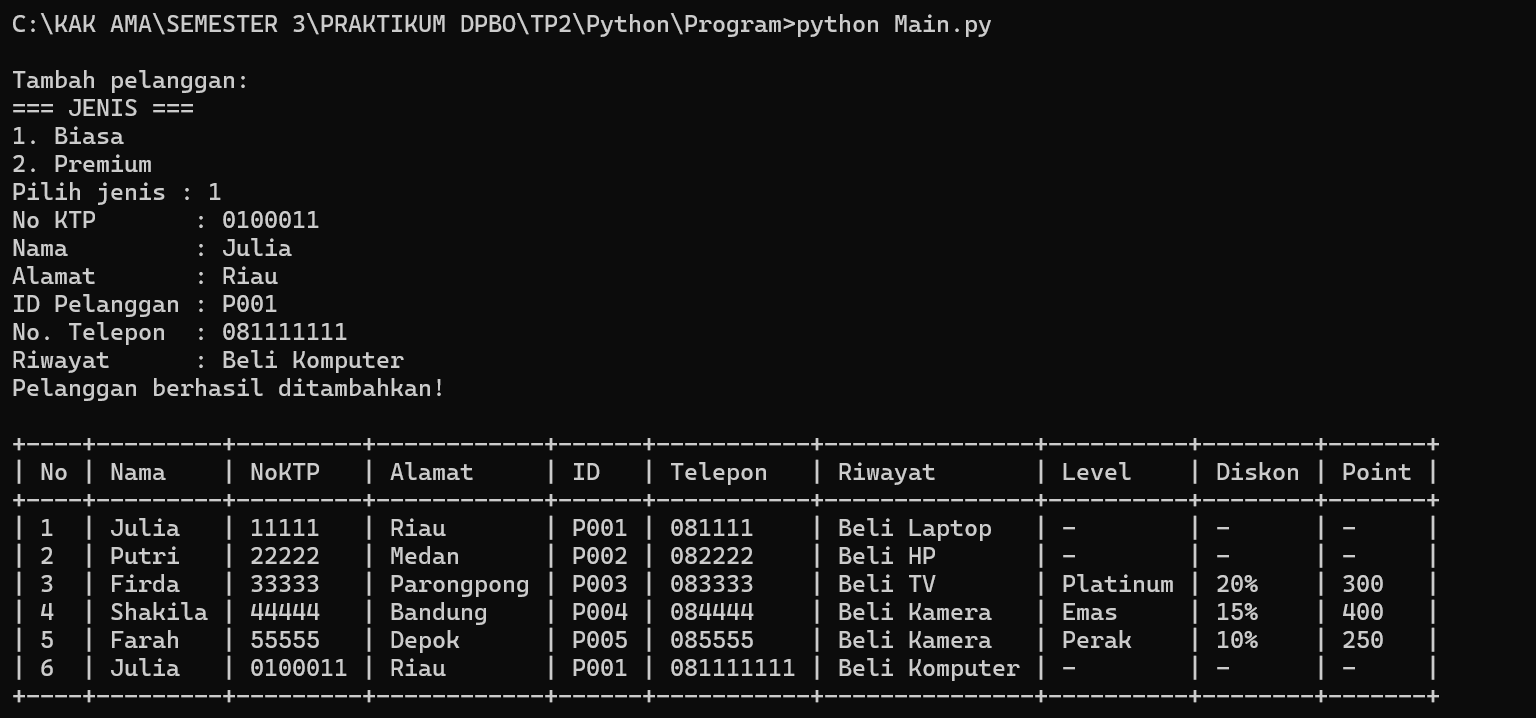 C:\KAK AMA\SEMESTER 3\PRAKTIKUM DPBO\TP2\Python\Program>python Main.py

Tambah pelanggan:
=== JENIS ===
1. Biasa
2. Premium
Pilih jenis : 1
No KTP       : 0100011
Nama         : Julia
Alamat       : Riau
ID Pelanggan : P001
No. Telepon  : 081111111
Riwayat      : Beli Komputer
Pelanggan berhasil ditambahkan!

+----+---------+---------+------------+------+-----------+---------------+----------+--------+-------+
| No | Nama    | NoKTP   | Alamat     | ID   | Telepon   | Riwayat       | Level    | Diskon | Point |
+----+---------+---------+------------+------+-----------+---------------+----------+--------+-------+
| 1  | Julia   | 11111   | Riau       | P001 | 081111    | Beli Laptop   | -        | -      | -     |
| 2  | Putri   | 22222   | Medan      | P002 | 082222    | Beli HP       | -        | -      | -     |
| 3  | Firda   | 33333   | Parongpong | P003 | 083333    | Beli TV       | Platinum | 20%    | 300   |
| 4  | Shakila | 44444   | Bandung    | P004 | 084444    | Beli Kamera   | Emas     | 15%    | 400   |
| 5  | Farah   | 55555   | Depok      | P005 | 085555    | Beli Kamera   | Perak    | 10%    | 250   |
| 6  | Julia   | 0100011 | Riau       | P001 | 081111111 | Beli Komputer | -        | -      | -     |
+----+---------+---------+------------+------+-----------+---------------+----------+--------+-------+